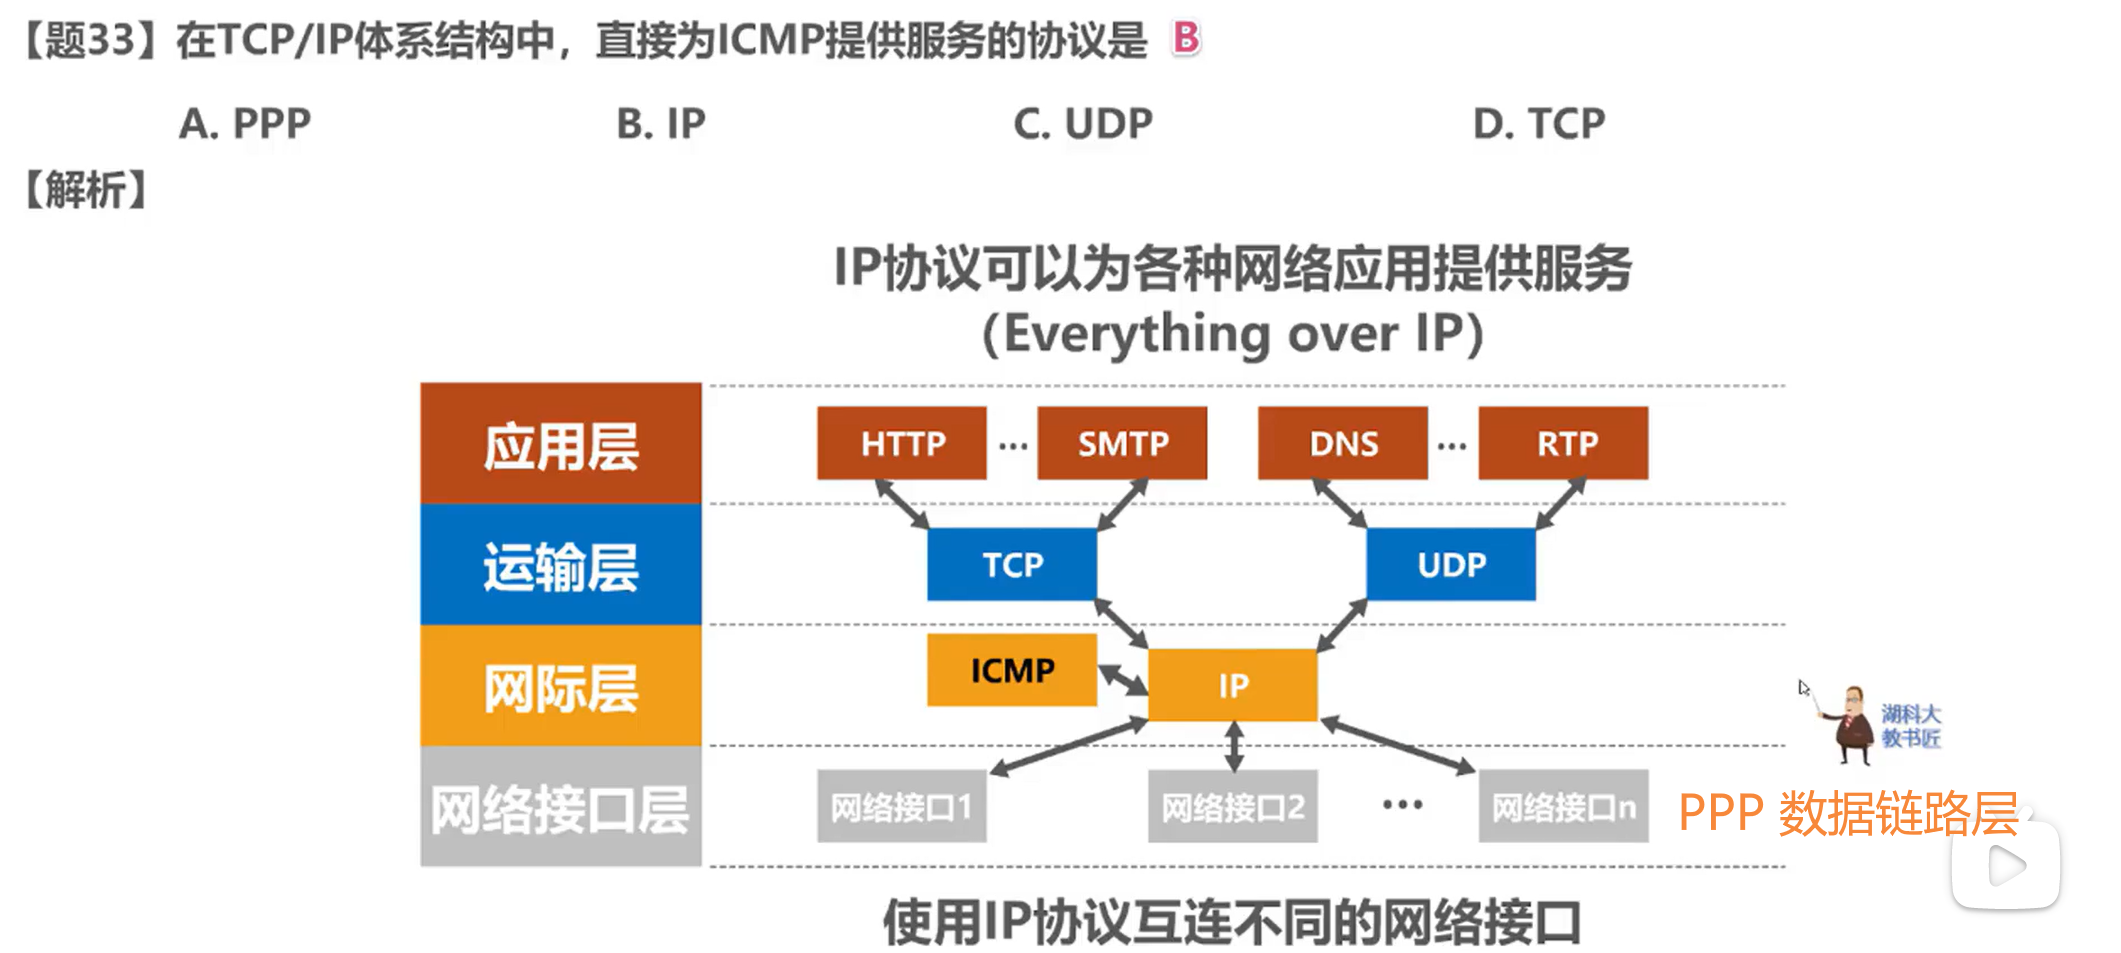 【题33】在TCP/IP体系结构中，直接为ICMP提供服务的协议是 B
A. PPP B. IP C. UDP D. TCP
【解析】
IP协议可以为各种网络应用提供服务
（Everything over IP）
应用层 HTTP ··· SMTP DNS ··· RTP
运输层 TCP UDP
网际层 ICMP IP
湖科大
教书匠
网络接口层 网络接口1 网络接口2 ··· 网络接口n PPP 数据链路层
使用IP协议互连不同的网络接口